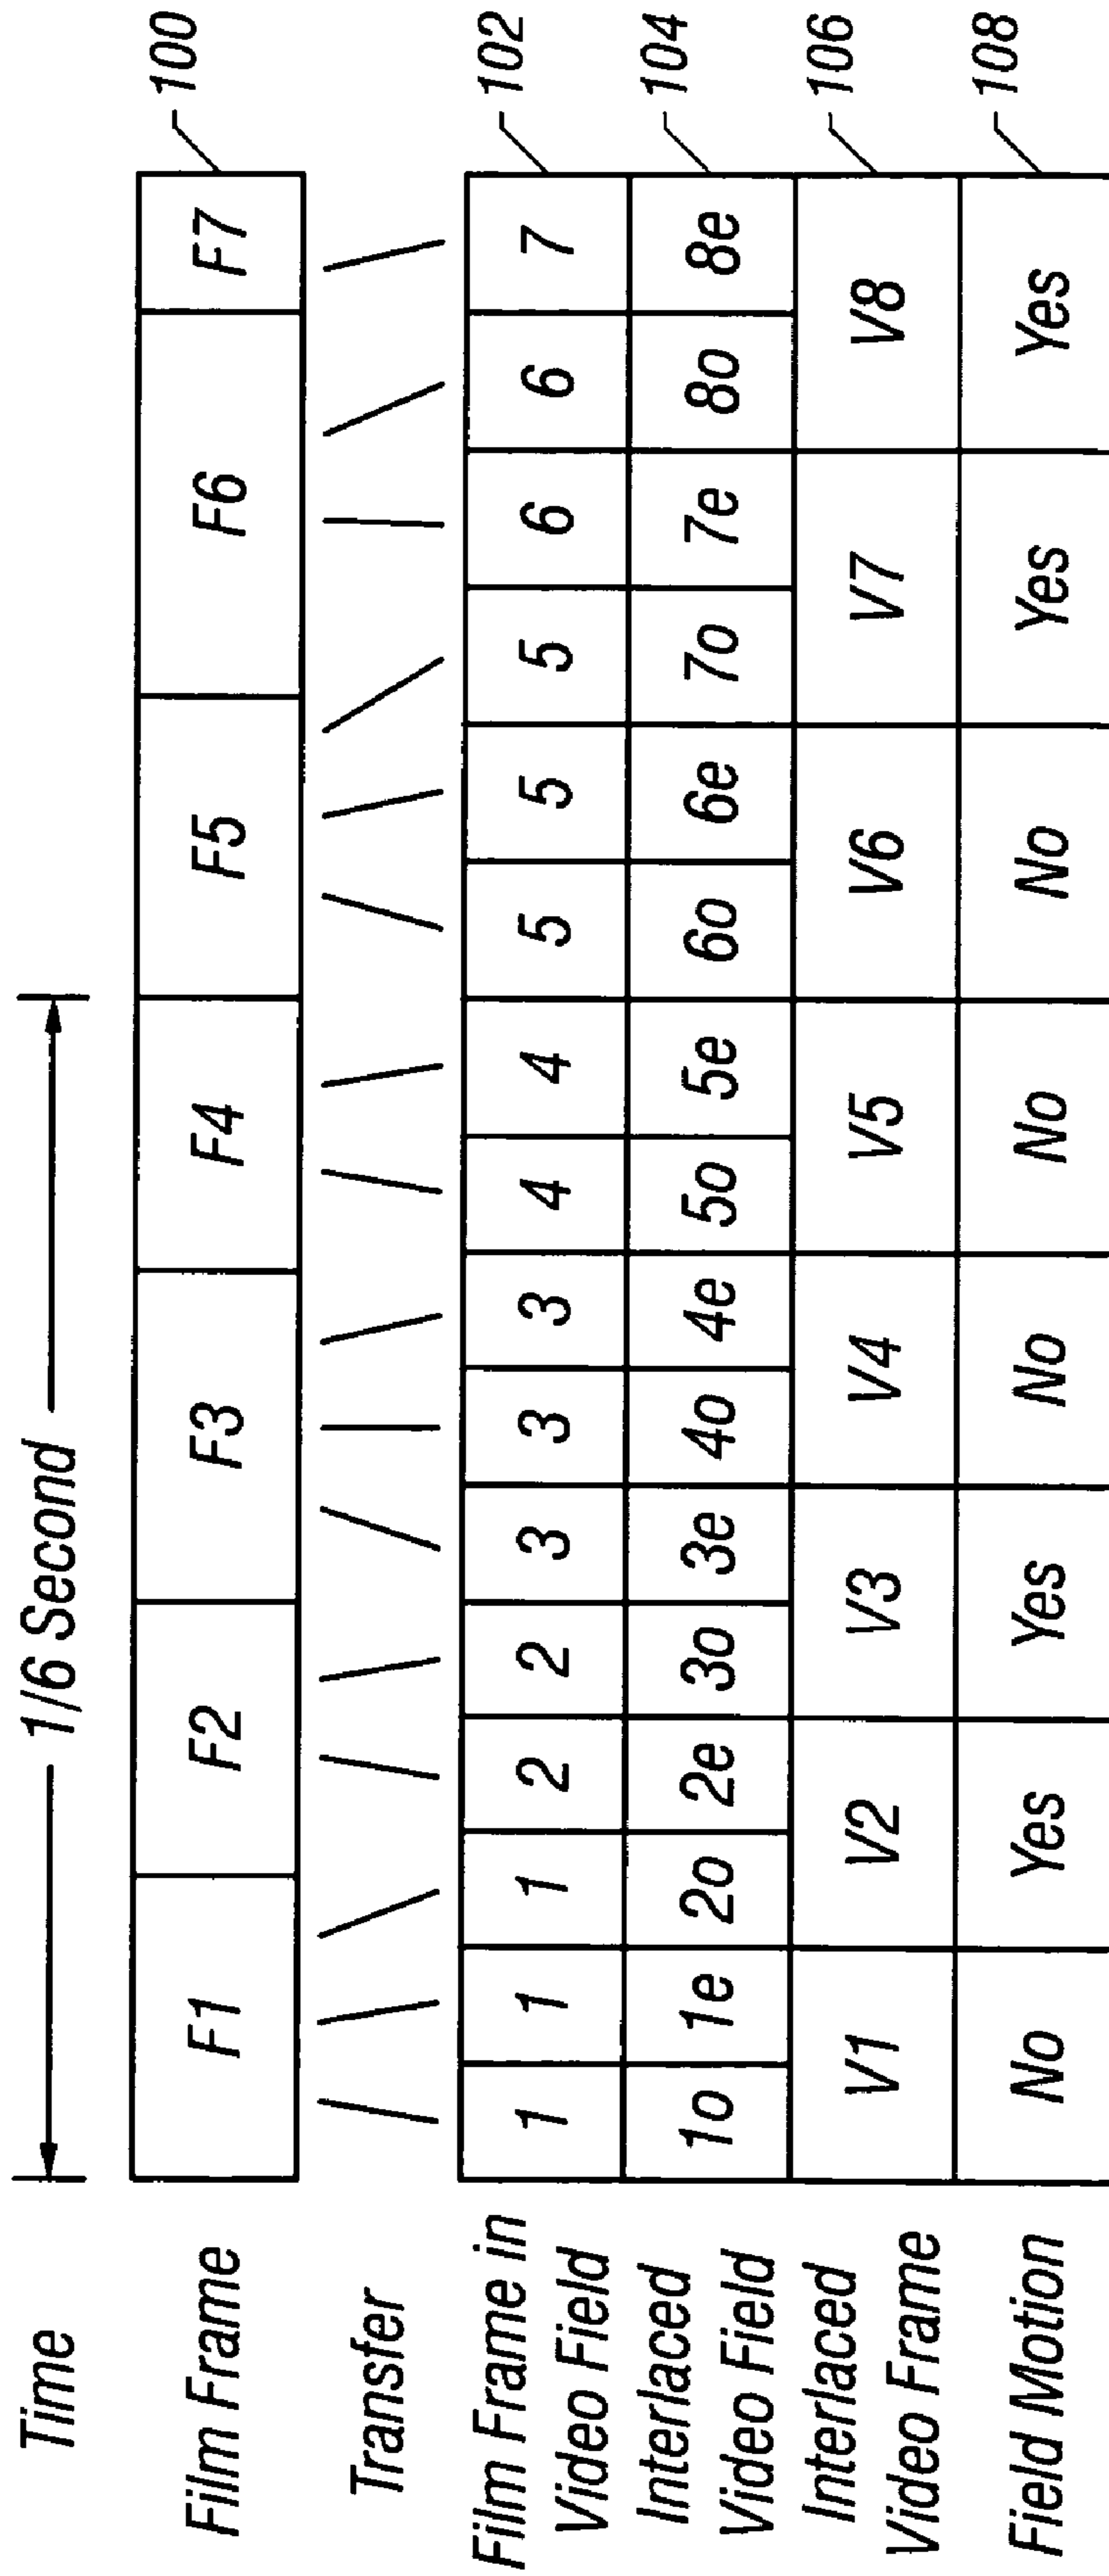 Time 1/6 Second
Film Frame F1 F2 F3 F4 F5 F6 F7 100
Transfer
Film Frame in
Video Field 1 1 1 2 2 3 3 3 4 4 5 5 5 6 6 7 102
Interlaced
Video Field 1o 1e 2o 2e 3o 3e 4o 4e 5o 5e 6o 6e 7o 7e 8o 8e 104
Interlaced
Video Frame V1 V2 V3 V4 V5 V6 V7 V8 106
Field Motion No Yes Yes No No No Yes Yes 108